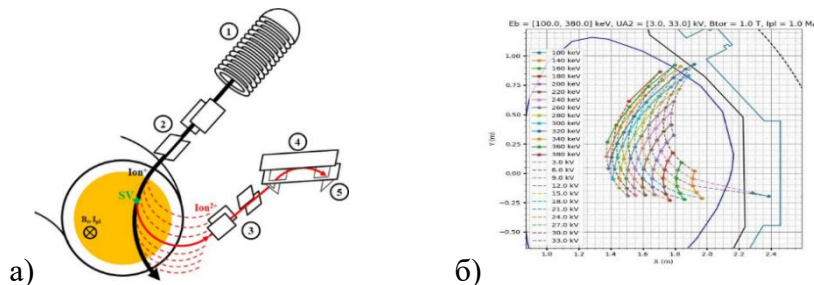 1
2
Ion⁺
SV
B₀, Iₚₗ
Ion²⁺
3
4
5
а)
Eb = [100.0, 380.0] keV, UA2 = [3.0, 33.0] kV, Btor = 1.0 T, Ipl = 1.0 M
Y (m)
1.00
0.75
0.50
0.25
0.00
-0.25
-0.50
100 keV
140 keV
160 keV
180 keV
200 keV
220 keV
240 keV
260 keV
280 keV
300 keV
320 keV
340 keV
360 keV
380 keV
3.0 kV
6.0 kV
9.0 kV
12.0 kV
15.0 kV
18.0 kV
21.0 kV
24.0 kV
27.0 kV
30.0 kV
33.0 kV
1.0
1.2
1.4
1.6
1.8
2.0
2.2
2.4
2.6
X (m)
б)